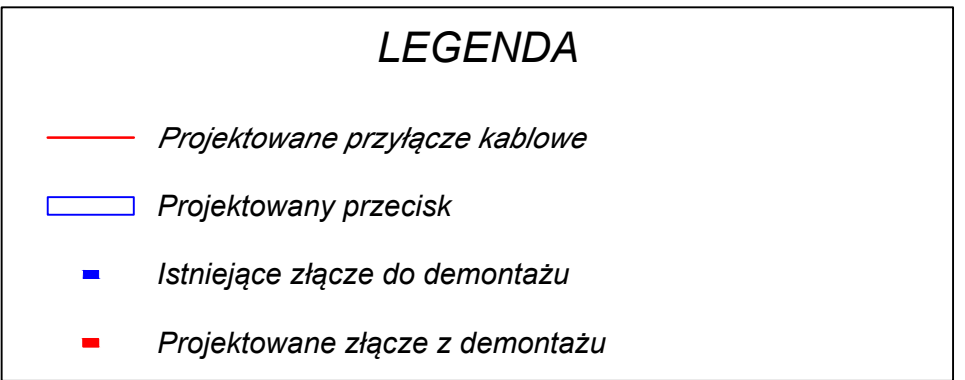 LEGENDA
Projektowane przyłącze kablowe
Projektowany przecisk
Istniejące złącze do demontażu
Projektowane złącze z demontażu